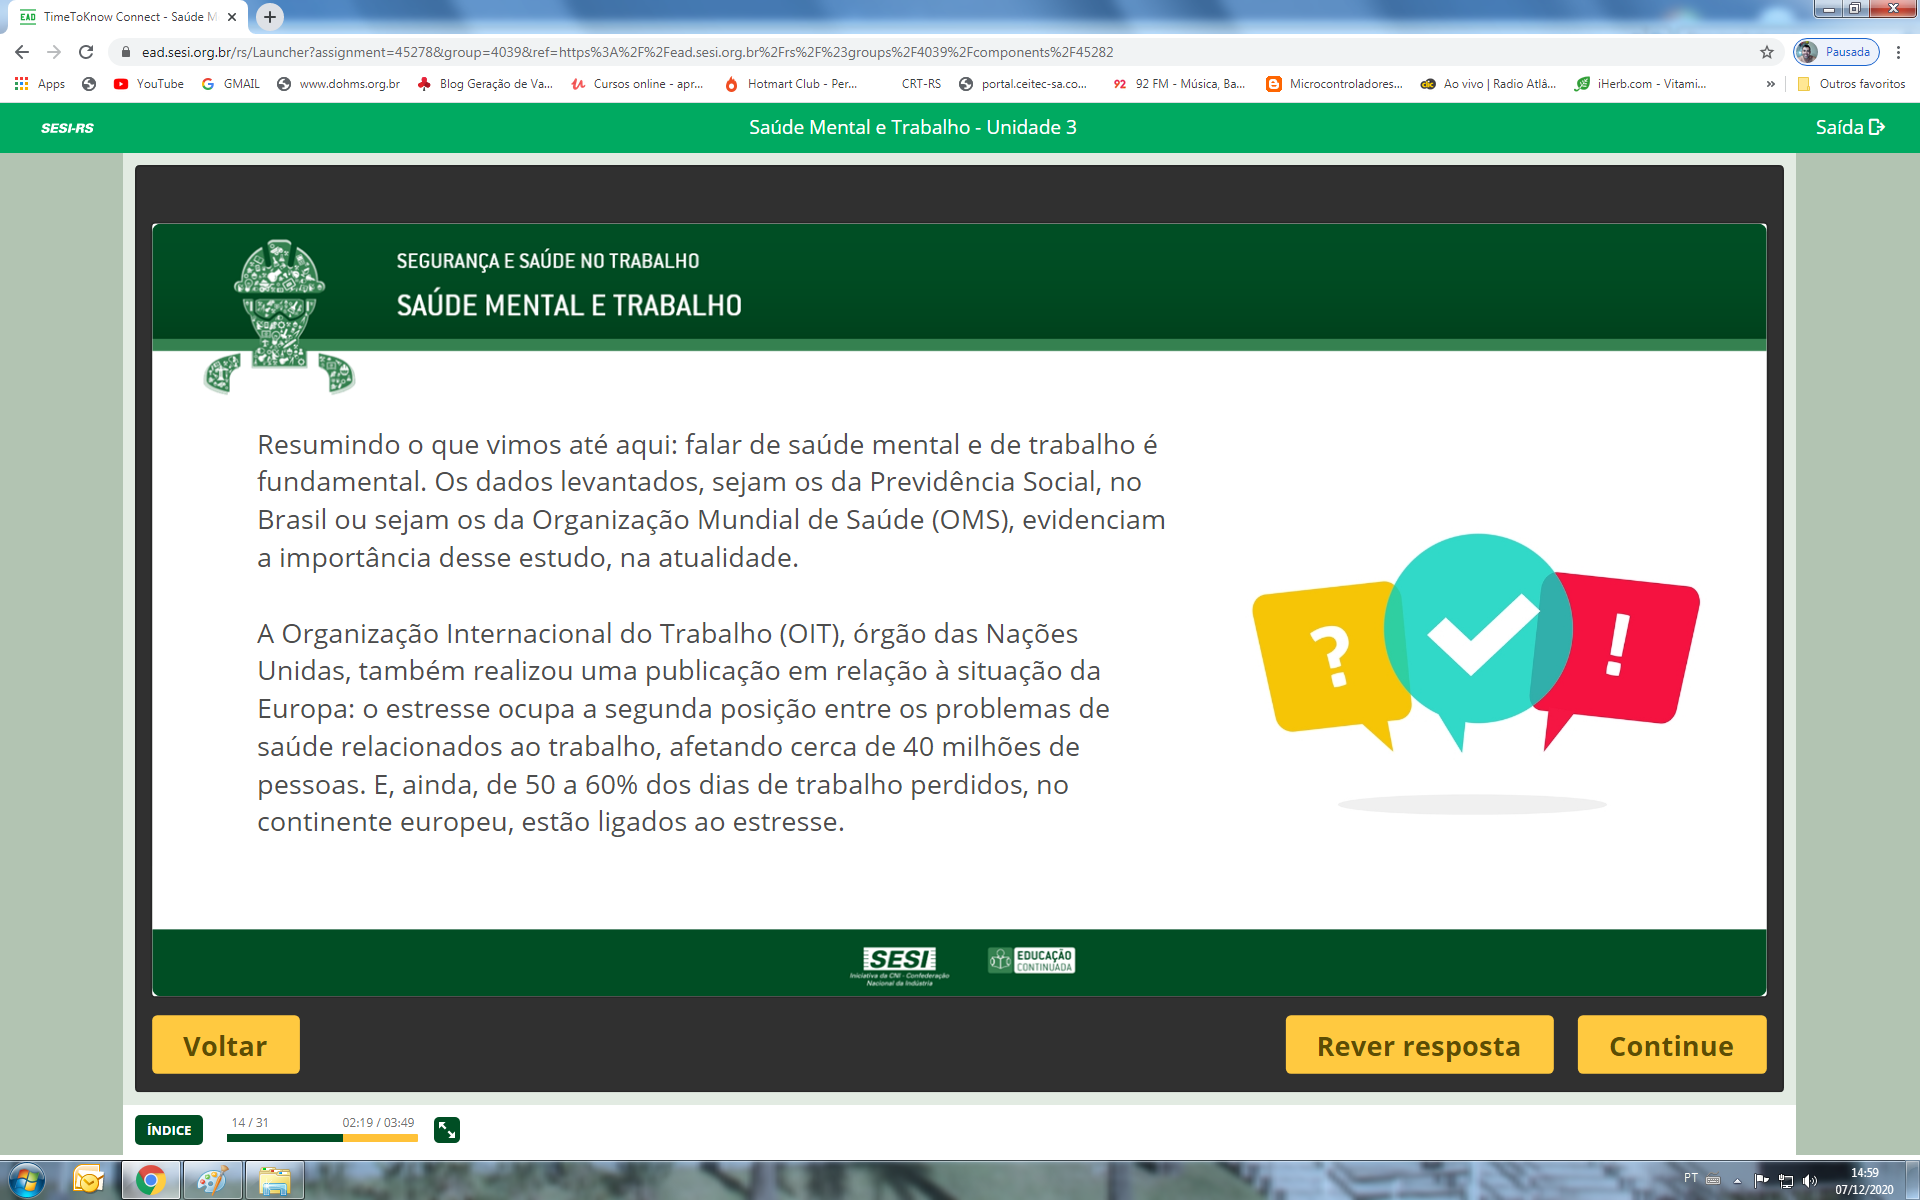 EAD TimeToKnow Connect - Saúde M
ead.sesi.org.br/rs/Launcher?assignment=45278&group=4039&ref=https%3A%2F%2Fead.sesi.org.br%2Frs%2F%23groups%2F4039%2Fcomponents%2F45282
Pausada
Apps YouTube GMAIL www.dohms.org.br Blog Geração de Va... Cursos online - apr... Hotmart Club - Per... CRT-RS portal.ceitec-sa.co... 92 92 FM - Música, Ba... Microcontroladores... Ao vivo | Radio Atlâ... iHerb.com - Vitami... » Outros favoritos
SESI-RS Saúde Mental e Trabalho - Unidade 3 Saída
SEGURANÇA E SAÚDE NO TRABALHO
SAÚDE MENTAL E TRABALHO
Resumindo o que vimos até aqui: falar de saúde mental e de trabalho é
fundamental. Os dados levantados, sejam os da Previdência Social, no
Brasil ou sejam os da Organização Mundial de Saúde (OMS), evidenciam
a importância desse estudo, na atualidade.
A Organização Internacional do Trabalho (OIT), órgão das Nações
Unidas, também realizou uma publicação em relação à situação da
Europa: o estresse ocupa a segunda posição entre os problemas de
saúde relacionados ao trabalho, afetando cerca de 40 milhões de
pessoas. E, ainda, de 50 a 60% dos dias de trabalho perdidos, no
continente europeu, estão ligados ao estresse.
? !
SESI
Iniciativa da CNI - Confederação
Nacional da Indústria
EDUCAÇÃO
CONTINUADA
Voltar Rever resposta Continue
ÍNDICE 14 / 31 02:19 / 03:49
PT 14:59
07/12/2020